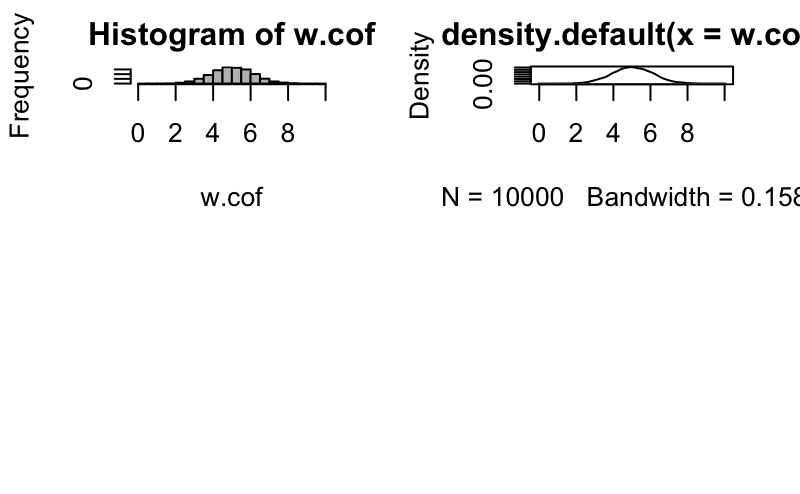 Histogram of w.cof
Frequency
0
0 2 4 6 8
w.cof
density.default(x = w.co
Density
0.00
0 2 4 6 8
N = 10000 Bandwidth = 0.158